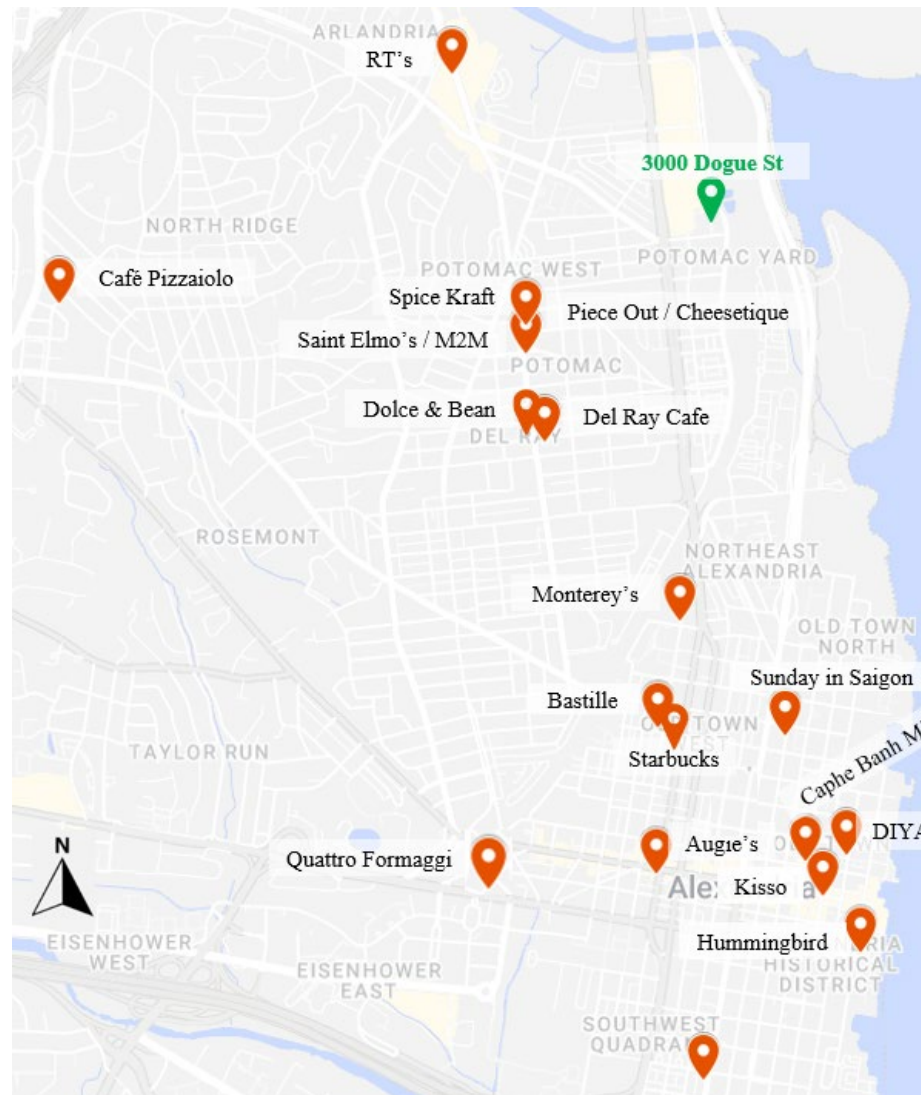 ARLANDRIA
RT's
3000 Dogue St
NORTH RIDGE
POTOMAC YARD
POTOMAC WEST
Café Pizzaiolo
Spice Kraft
Piece Out / Cheesetique
Saint Elmo's / M2M
POTOMAC
Dolce & Bean
Del Ray Cafe
DEL RAY
ROSEMONT
NORTHEAST
ALEXANDRIA
Monterey's
OLD TOWN
NORTH
Sunday in Saigon
Bastille
OLD TOWN
WEST
TAYLOR RUN
Starbucks
Caphe Banh M
DIYA
N
Quattro Formaggi
Augie's
Kisso
Hummingbird
EISENHOWER
WEST
HISTORICAL
DISTRICT
EISENHOWER
EAST
SOUTHWEST
QUADRANT